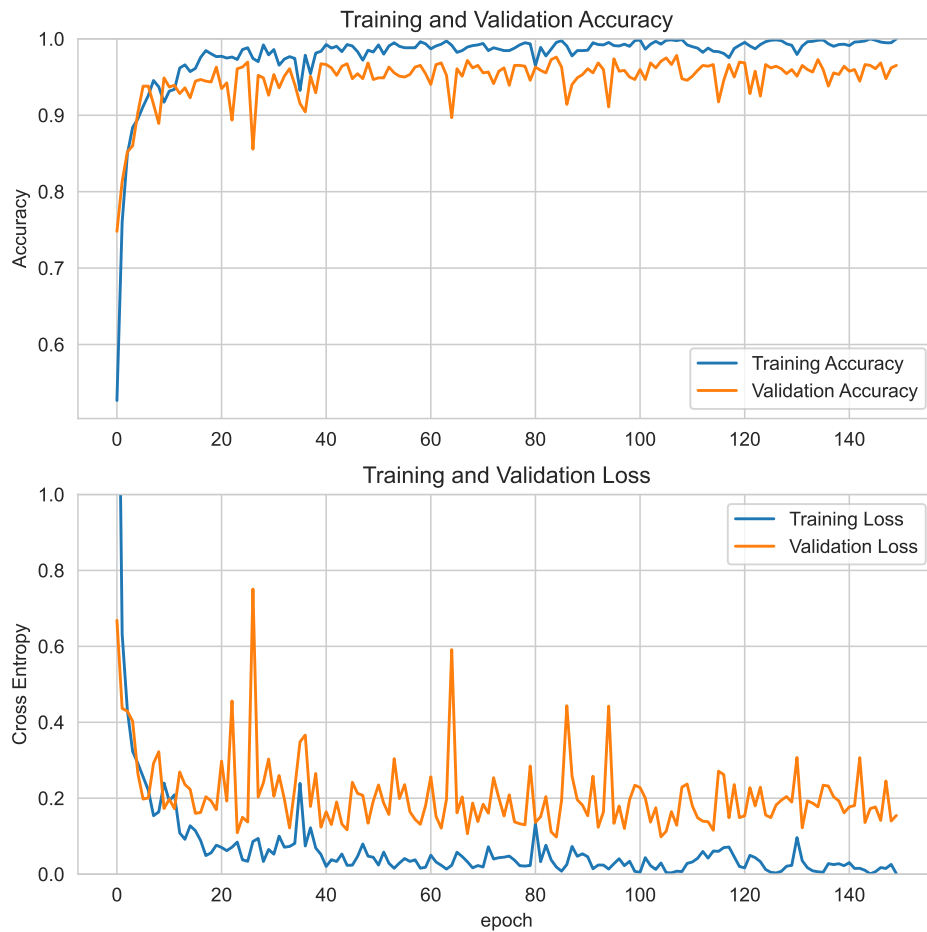 Training and Validation Accuracy
1.0
0.9
0.8
0.7
0.6
Accuracy
Training Accuracy
Validation Accuracy
0 20 40 60 80 100 120 140
Training and Validation Loss
1.0
0.8
0.6
0.4
0.2
0.0
Cross Entropy
Training Loss
Validation Loss
0 20 40 60 80 100 120 140
epoch